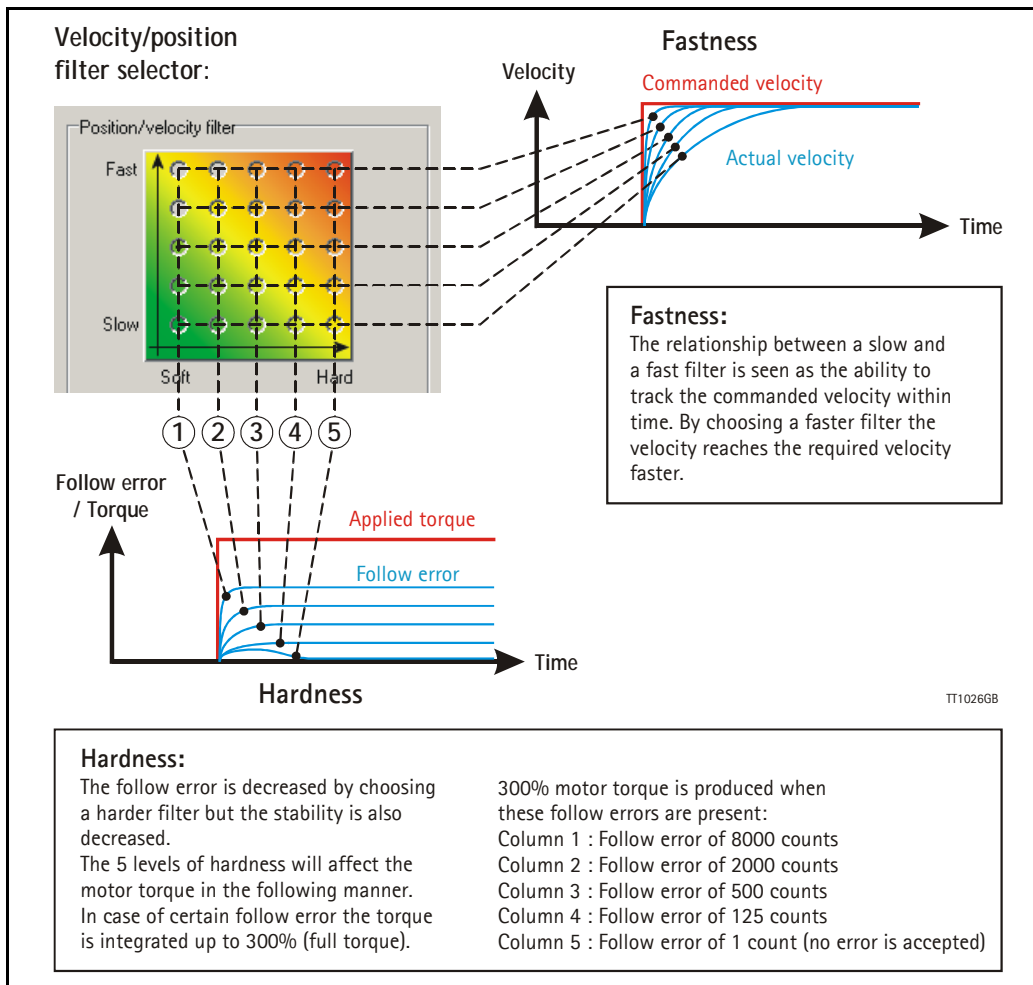 Velocity/position
filter selector:
Position/velocity filter
Fast
Slow
Soft
Hard
1 2 3 4 5
Fastness
Velocity
Commanded velocity
Actual velocity
Time
Fastness:
The relationship between a slow and
a fast filter is seen as the ability to
track the commanded velocity within
time. By choosing a faster filter the
velocity reaches the required velocity
faster.
Follow error
/ Torque
Applied torque
Follow error
Time
Hardness
TT1026GB
Hardness:
The follow error is decreased by choosing
a harder filter but the stability is also
decreased.
The 5 levels of hardness will affect the
motor torque in the following manner.
In case of certain follow error the torque
is integrated up to 300% (full torque).
300% motor torque is produced when
these follow errors are present:
Column 1 : Follow error of 8000 counts
Column 2 : Follow error of 2000 counts
Column 3 : Follow error of 500 counts
Column 4 : Follow error of 125 counts
Column 5 : Follow error of 1 count (no error is accepted)